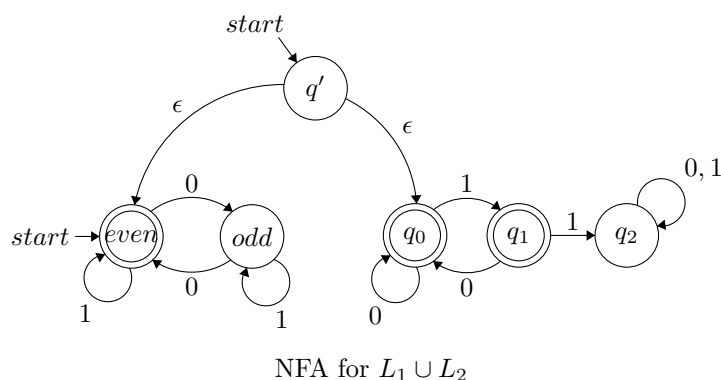 start
q'
ϵ
ϵ
0
1
0, 1
start
even
odd
q₀
q₁
1
q₂
0
0
1
1
0
NFA for L₁ ∪ L₂